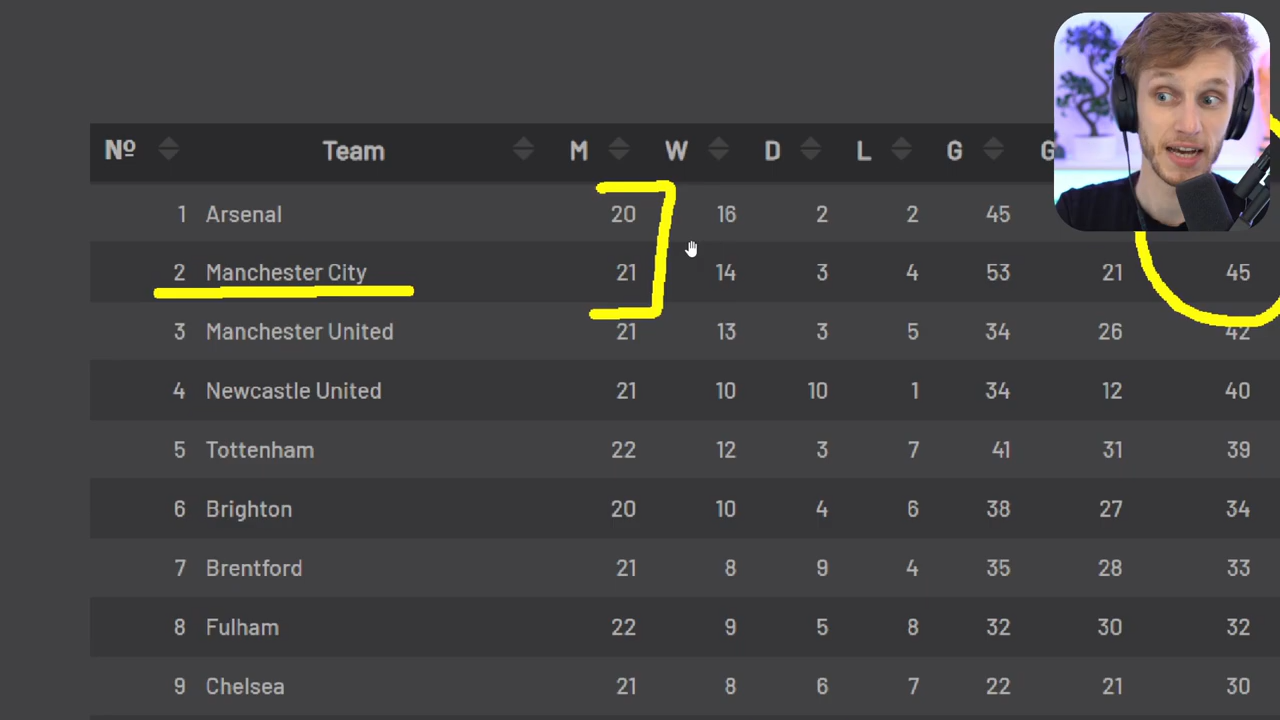 Nº Team M W D L G G
1 Arsenal 20 16 2 2 45
2 Manchester City 21 14 3 4 53 21 45
3 Manchester United 21 13 3 5 34 26 42
4 Newcastle United 21 10 10 1 34 12 40
5 Tottenham 22 12 3 7 41 31 39
6 Brighton 20 10 4 6 38 27 34
7 Brentford 21 8 9 4 35 28 33
8 Fulham 22 9 5 8 32 30 32
9 Chelsea 21 8 6 7 22 21 30